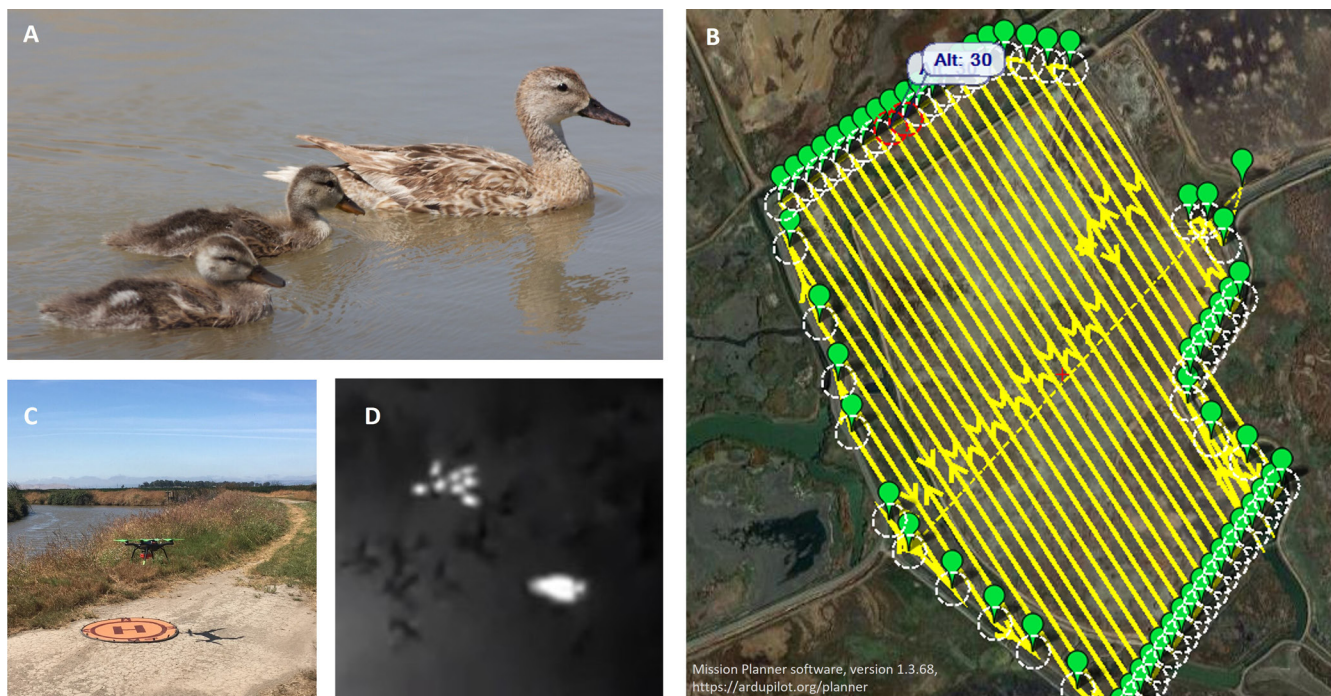 A
B
Alt: 30
C
H
D
Mission Planner software, version 1.3.68,
https://ardupilot.org/planner